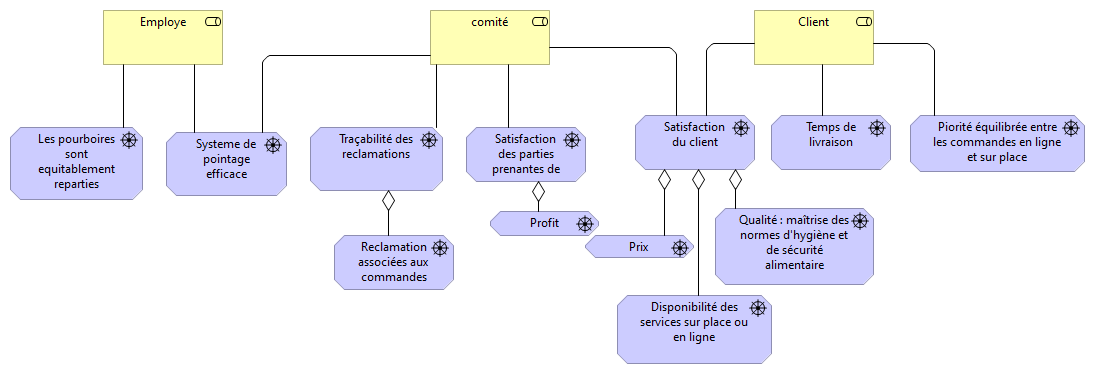 Employe
comité
Client
Les pourboires
sont
equitablement
reparties
Systeme de
pointage
efficace
Traçabilité des
reclamations
Satisfaction
des parties
prenantes de
Satisfaction
du client
Temps de
livraison
Piorité équilibrée entre
les commandes en ligne
et sur place
Reclamation
associées aux
commandes
Profit
Prix
Qualité : maîtrise des
normes d'hygiène et
de sécurité
alimentaire
Disponibilité des
services sur place ou
en ligne